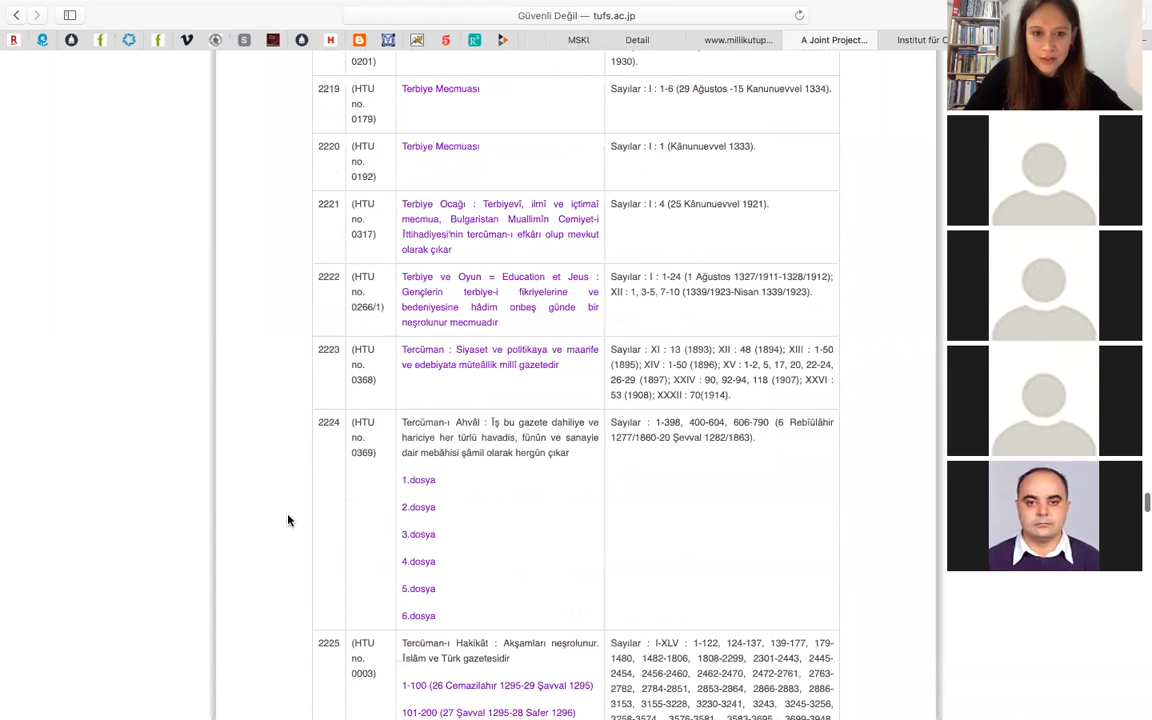 Güvenli Değil — tufs.ac.jp
MSKU
Detail
www.millikutup...
A Joint Project...
Institut für C
0201)
1930).
2219
(HTU
no.
0179)
Terbiye Mecmuası
Sayılar : I : 1-6 (29 Ağustos -15 Kanunuevvel 1334).
2220
(HTU
no.
0192)
Terbiye Mecmuası
Sayılar : I : 1 (Kânunuevvel 1333).
2221
(HTU
no.
0317)
Terbiye Ocağı : Terbiyevî, ilmî ve içtimaî
mecmua, Bulgaristan Muallimîn Cemiyet-i
İttihadiyesi'nin tercüman-ı efkârı olup mevkut
olarak çıkar
Sayılar : I : 4 (25 Kânunuevvel 1921).
2222
(HTU
no.
0266/1)
Terbiye ve Oyun = Education et Jeus :
Gençlerin terbiye-i fikriyelerine ve
bedeniyesine hâdim onbeş günde bir
neşrolunur mecmuadır
Sayılar : I : 1-24 (1 Ağustos 1327/1911-1328/1912);
XII : 1, 3-5, 7-10 (1339/1923-Nisan 1339/1923).
2223
(HTU
no.
0368)
Tercüman : Siyaset ve politikaya ve maarife
ve edebiyata müteâllik millî gazetedir
Sayılar : XI : 13 (1893); XII : 48 (1894); XIII : 1-50
(1895); XIV : 1-50 (1896); XV : 1-2, 5, 17, 20, 22-24,
26-29 (1897); XXIV : 90, 92-94, 118 (1907); XXVI :
53 (1908); XXXII : 70(1914).
2224
(HTU
no.
0369)
Tercüman-ı Ahvâl : İş bu gazete dahiliye ve
hariciye her türlü havadis, fünûn ve sanayie
dair mebâhisi şâmil olarak hergün çıkar
1.dosya
2.dosya
3.dosya
4.dosya
5.dosya
6.dosya
Sayılar : 1-398, 400-604, 606-790 (6 Rebîülâhir
1277/1860-20 Şevval 1282/1863).
2225
(HTU
no.
0003)
Tercüman-ı Hakikât : Akşamları neşrolunur.
İslâm ve Türk gazetesidir
1-100 (26 Cemazilahır 1295-29 Şavval 1295)
101-200 (27 Şavval 1295-28 Safer 1296)
Sayılar : I-XLV : 1-122, 124-137, 139-177, 179-
1480, 1482-1806, 1808-2299, 2301-2443, 2445-
2454, 2456-2460, 2462-2470, 2472-2761, 2763-
2782, 2784-2851, 2853-2864, 2866-2883, 2886-
3153, 3155-3228, 3230-3241, 3243, 3245-3256,
3258-3574, 3576-3581, 3583-3695, 3699-3948,